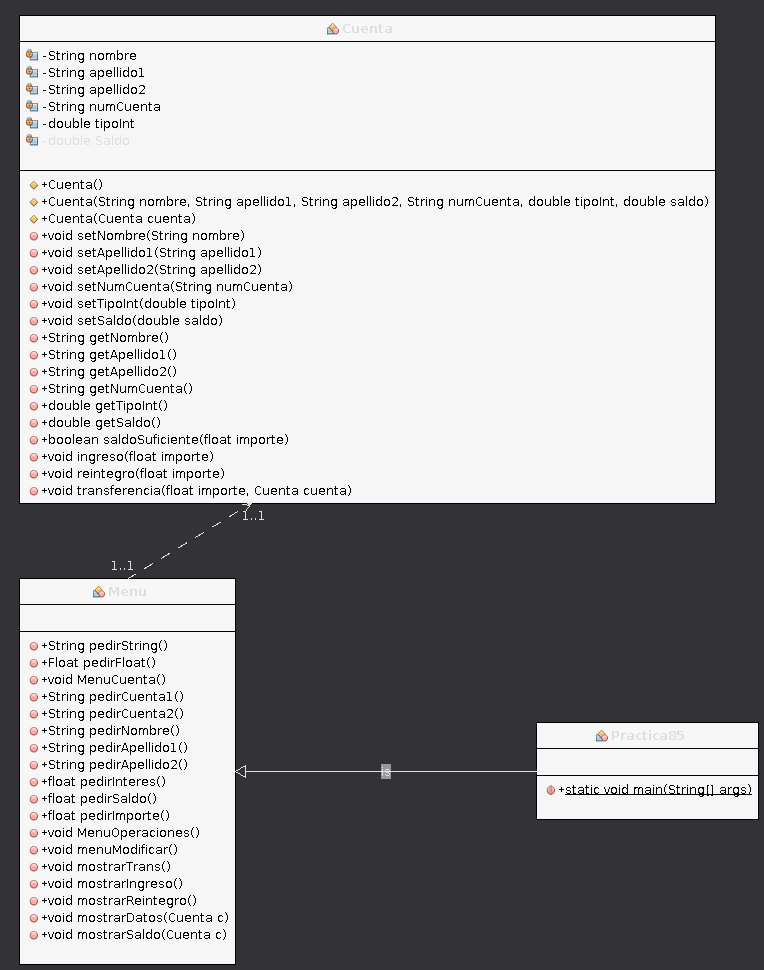 Cuenta
-String nombre
-String apellido1
-String apellido2
-String numCuenta
-double tipoInt
-double Saldo
+Cuenta()
+Cuenta(String nombre, String apellido1, String apellido2, String numCuenta, double tipoInt, double saldo)
+Cuenta(Cuenta cuenta)
+void setNombre(String nombre)
+void setApellido1(String apellido1)
+void setApellido2(String apellido2)
+void setNumCuenta(String numCuenta)
+void setTipoInt(double tipoInt)
+void setSaldo(double saldo)
+String getNombre()
+String getApellido1()
+String getApellido2()
+String getNumCuenta()
+double getTipoInt()
+double getSaldo()
+boolean saldoSuficiente(float importe)
+void ingreso(float importe)
+void reintegro(float importe)
+void transferencia(float importe, Cuenta cuenta)
1..1
1..1
Menu
+String pedirString()
+Float pedirFloat()
+void MenuCuenta()
+String pedirCuenta1()
+String pedirCuenta2()
+String pedirNombre()
+String pedirApellido1()
+String pedirApellido2()
+float pedirInteres()
+float pedirSaldo()
+float pedirImporte()
+void MenuOperaciones()
+void menuModificar()
+void mostrarTrans()
+void mostrarIngreso()
+void mostrarReintegro()
+void mostrarDatos(Cuenta c)
+void mostrarSaldo(Cuenta c)
is
Practica85
+static void main(String[] args)